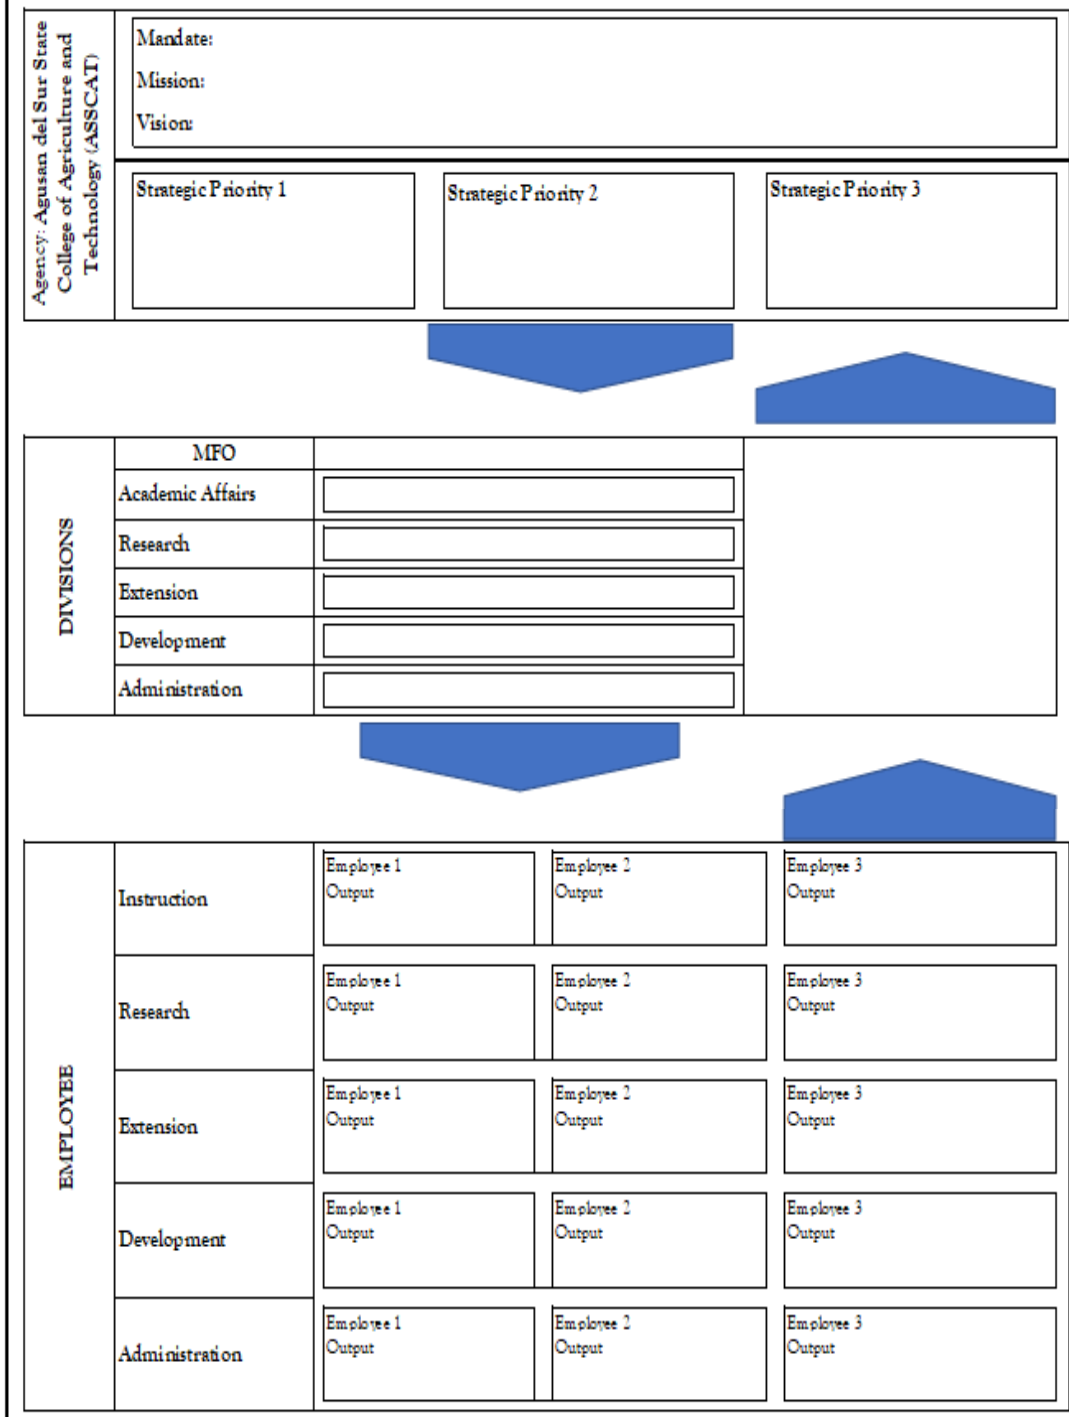 Agency: Agusan del Sur State
College of Agriculture and
Technology (ASSCAT)
Mandate:
Mission:
Vision:
Strategic Priority 1
Strategic Priority 2
Strategic Priority 3
DIVISIONS
MFO
Academic Affairs
Research
Extension
Development
Administration
EMPLOYEE
Instruction
Employee 1
Output
Employee 2
Output
Employee 3
Output
Research
Employee 1
Output
Employee 2
Output
Employee 3
Output
Extension
Employee 1
Output
Employee 2
Output
Employee 3
Output
Development
Employee 1
Output
Employee 2
Output
Employee 3
Output
Administration
Employee 1
Output
Employee 2
Output
Employee 3
Output